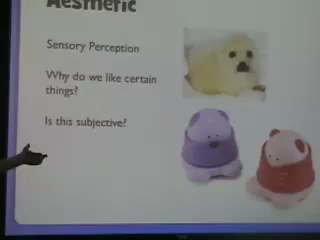 Aesthetic
Sensory Perception
Why do we like certain
things?
Is this subjective?